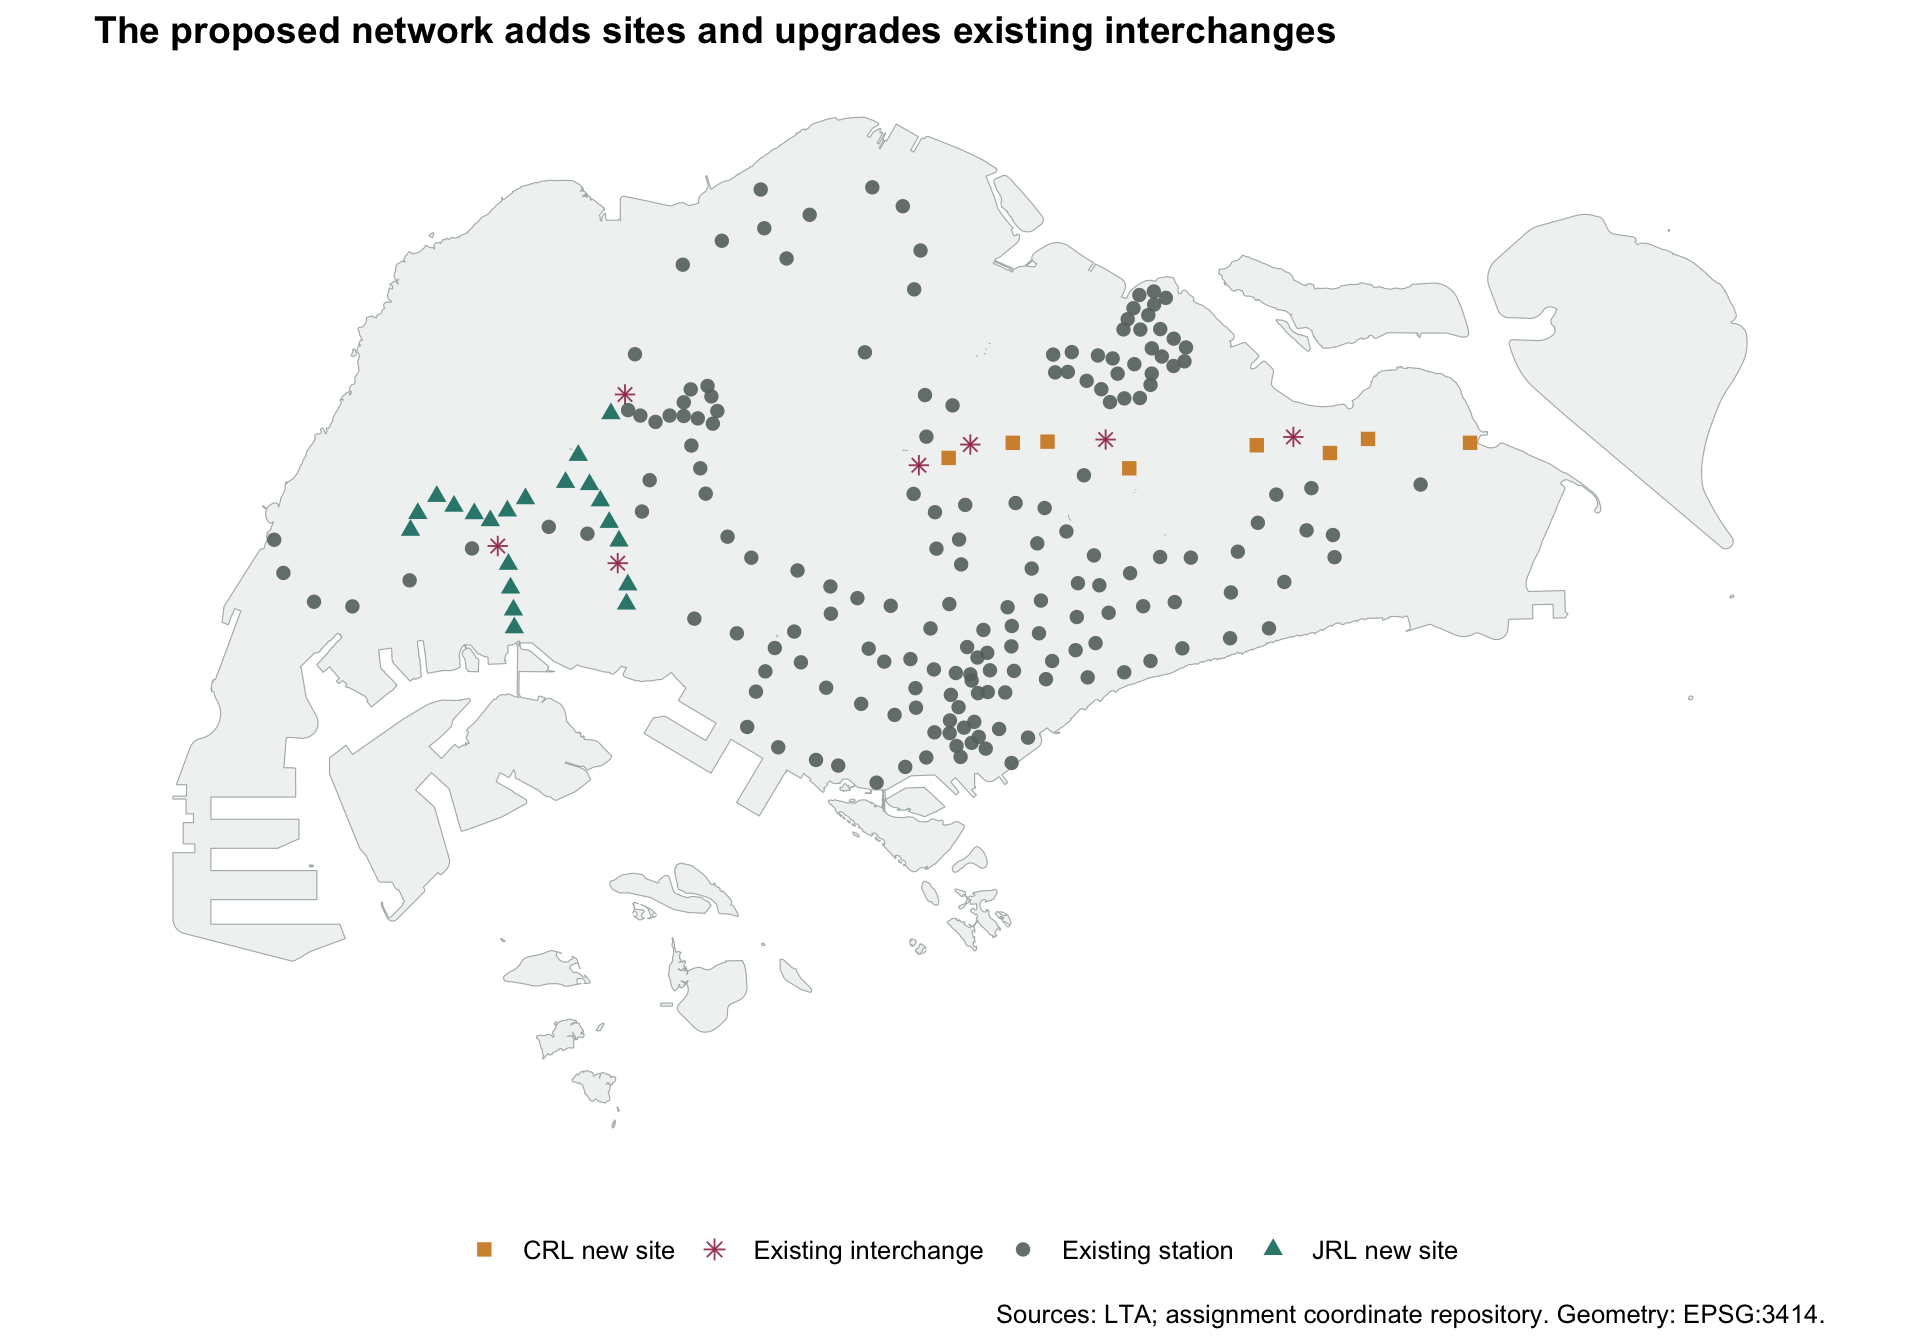 The proposed network adds sites and upgrades existing interchanges
CRL new site
Existing interchange
Existing station
JRL new site
Sources: LTA; assignment coordinate repository. Geometry: EPSG:3414.